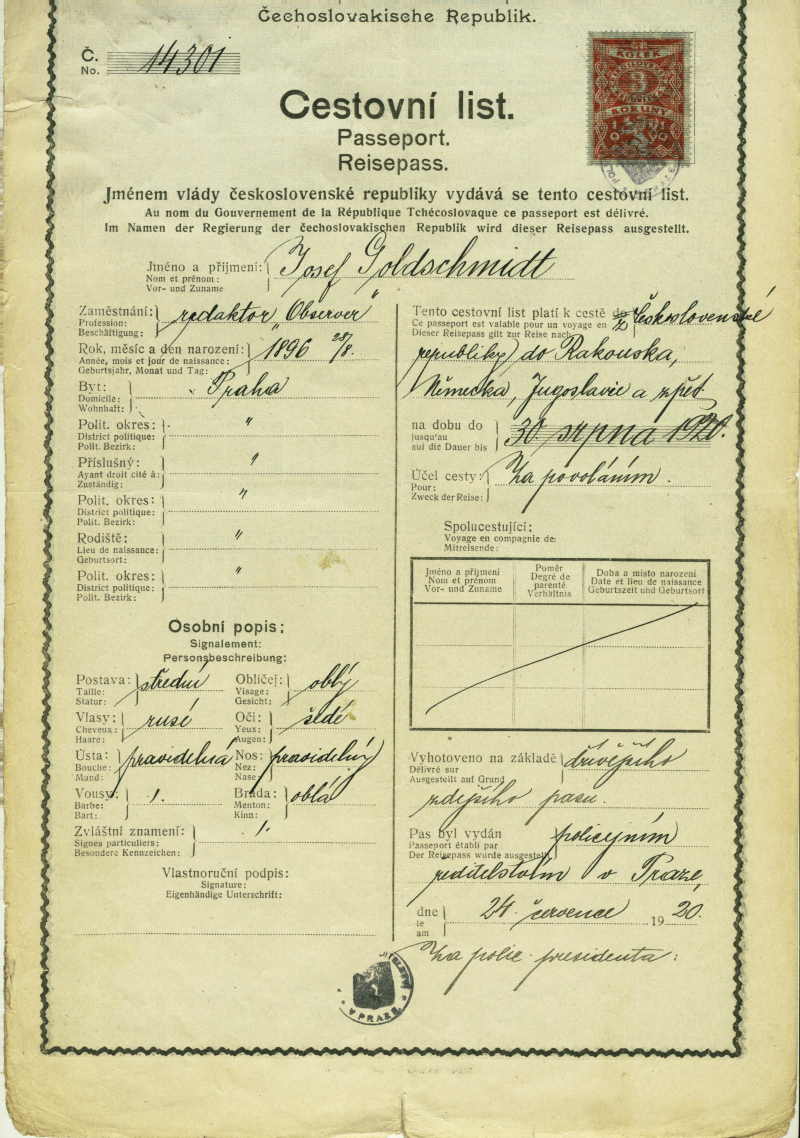 Čechoslovakische Republik.
Č. 14301
No.
KOLEK
3
KORUNY
Cestovní list.
Passeport.
Reisepass.
Jménem vlády československé republiky vydává se tento cestovní list.
Au nom du Gouvernement de la République Tchécoslovaque ce passeport est délivré.
Im Namen der Regierung der čechoslovakischen Republik wird dieser Reisepass ausgestellt.
Jméno a přijmení: Josef Goldschmidt
Nom et prénom:
Vor- und Zuname
Zaměstnání: redaktor „Observer"
Profession:
Beschäftigung:
Rok, měsíc a den narození: 1896 28/8.
Année, mois et jour de naissance:
Geburtsjahr, Monat und Tag:
Byt: Praha
Domicile:
Wohnhaft:
Polit. okres: "
District politique:
Polit. Bezirk:
Příslušný: "
Ayant droit cité à:
Zuständig:
Polit. okres: "
District politique:
Polit. Bezirk:
Rodiště: "
Lieu de naissance:
Geburtsort:
Polit. okres: "
District politique:
Polit. Bezirk:
Osobní popis:
Signalement:
Personsbeschreibung:
Postava: střední Obličej: oblý
Taille: Visage:
Statur: Gesicht:
Vlasy: rusé Oči: šedé
Cheveux: Yeux:
Haare: Augen:
Ústa: pravidelná Nos: pravidelný
Bouche: Nez:
Mund: Nase:
Vousy: Brada: oblá
Barbe: Menton:
Bart: Kinn:
Zvláštní znamení:
Signes particuliers:
Besondere Kennzeichen:
Vlastnoruční podpis:
Signature:
Eigenhändige Unterschrift:
Tento cestovní list platí k cestě do Z Československé
Ce passeport est valable pour un voyage en
Dieser Reisepass gilt zur Reise nach
republiky do Rakouska,
Německa, Jugoslavie a zpět
na dobu do 30 srpna 1920.
jusqu'au
auf die Dauer bis
Účel cesty: Za povoláním.
Pour:
Zweck der Reise:
Spolucestující:
Voyage en compagnie de:
Mitreisende:
Jméno a přijmení Poměr Doba a místo narození
Nom et prénom Degré de parenté Date et lieu de naissance
Vor- und Zuname Verhältnis Geburtszeit und Geburtsort
Vyhotoveno na základě dřívějšího
Délivré sur
Ausgestellt auf Grund
zdejšího pasu.
Pas byl vydán policejním
Passeport établi par
Der Reisepass wurde ausgestellt
ředitelstvím v Praze,
dne 24. července 1920.
le
am
Za polic. presidenta:
V PRAZE